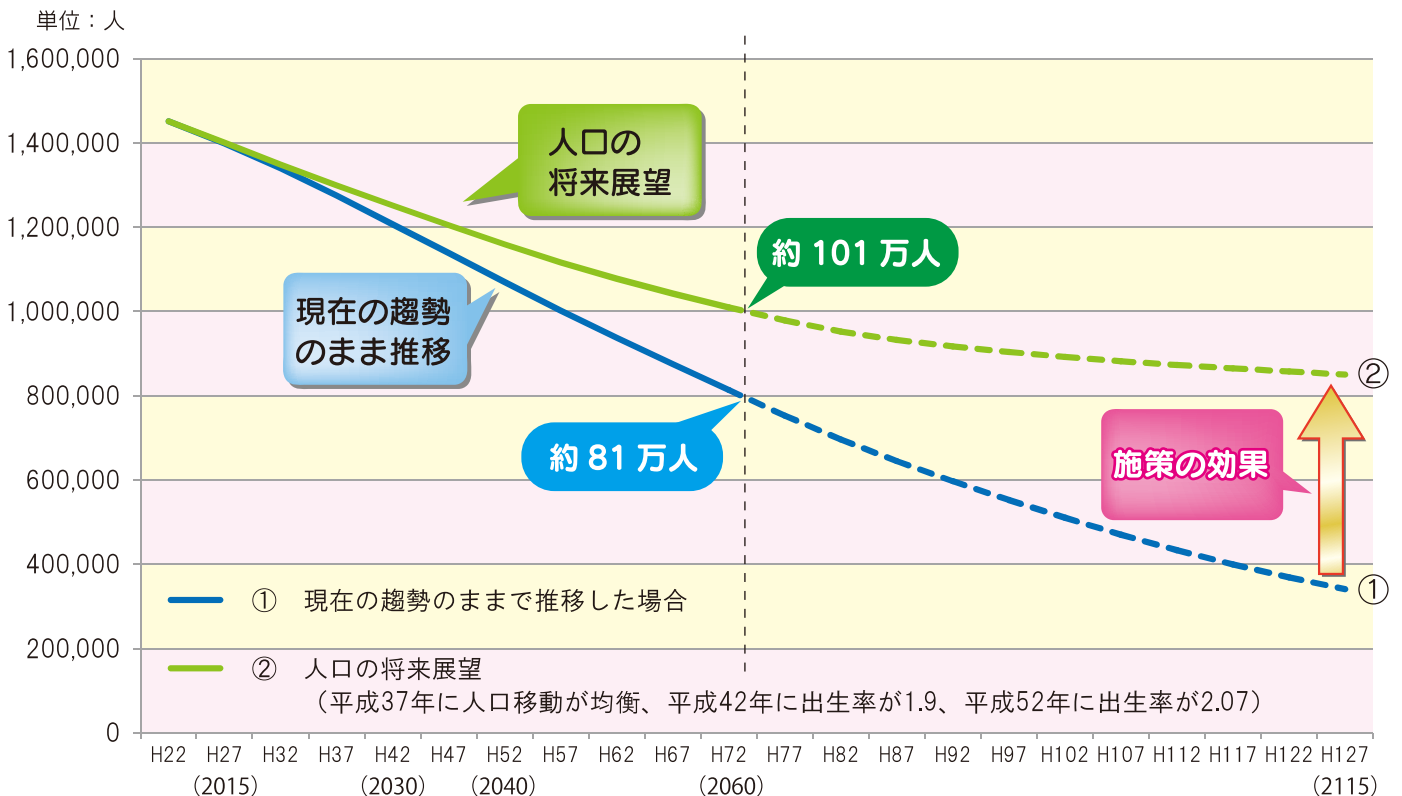 単位：人
1,600,000
1,400,000
1,200,000
1,000,000
800,000
600,000
400,000
200,000
0
人口の
将来展望
約 101 万人
現在の趨勢
のまま推移
約 81 万人
②
施策の効果
①
① 現在の趨勢のままで推移した場合
② 人口の将来展望
（平成37年に人口移動が均衡、平成42年に出生率が1.9、平成52年に出生率が2.07）
H22 H27 H32 H37 H42 H47 H52 H57 H62 H67 H72 H77 H82 H87 H92 H97 H102 H107 H112 H117 H122 H127
（2015） （2030） （2040） （2060） （2115）